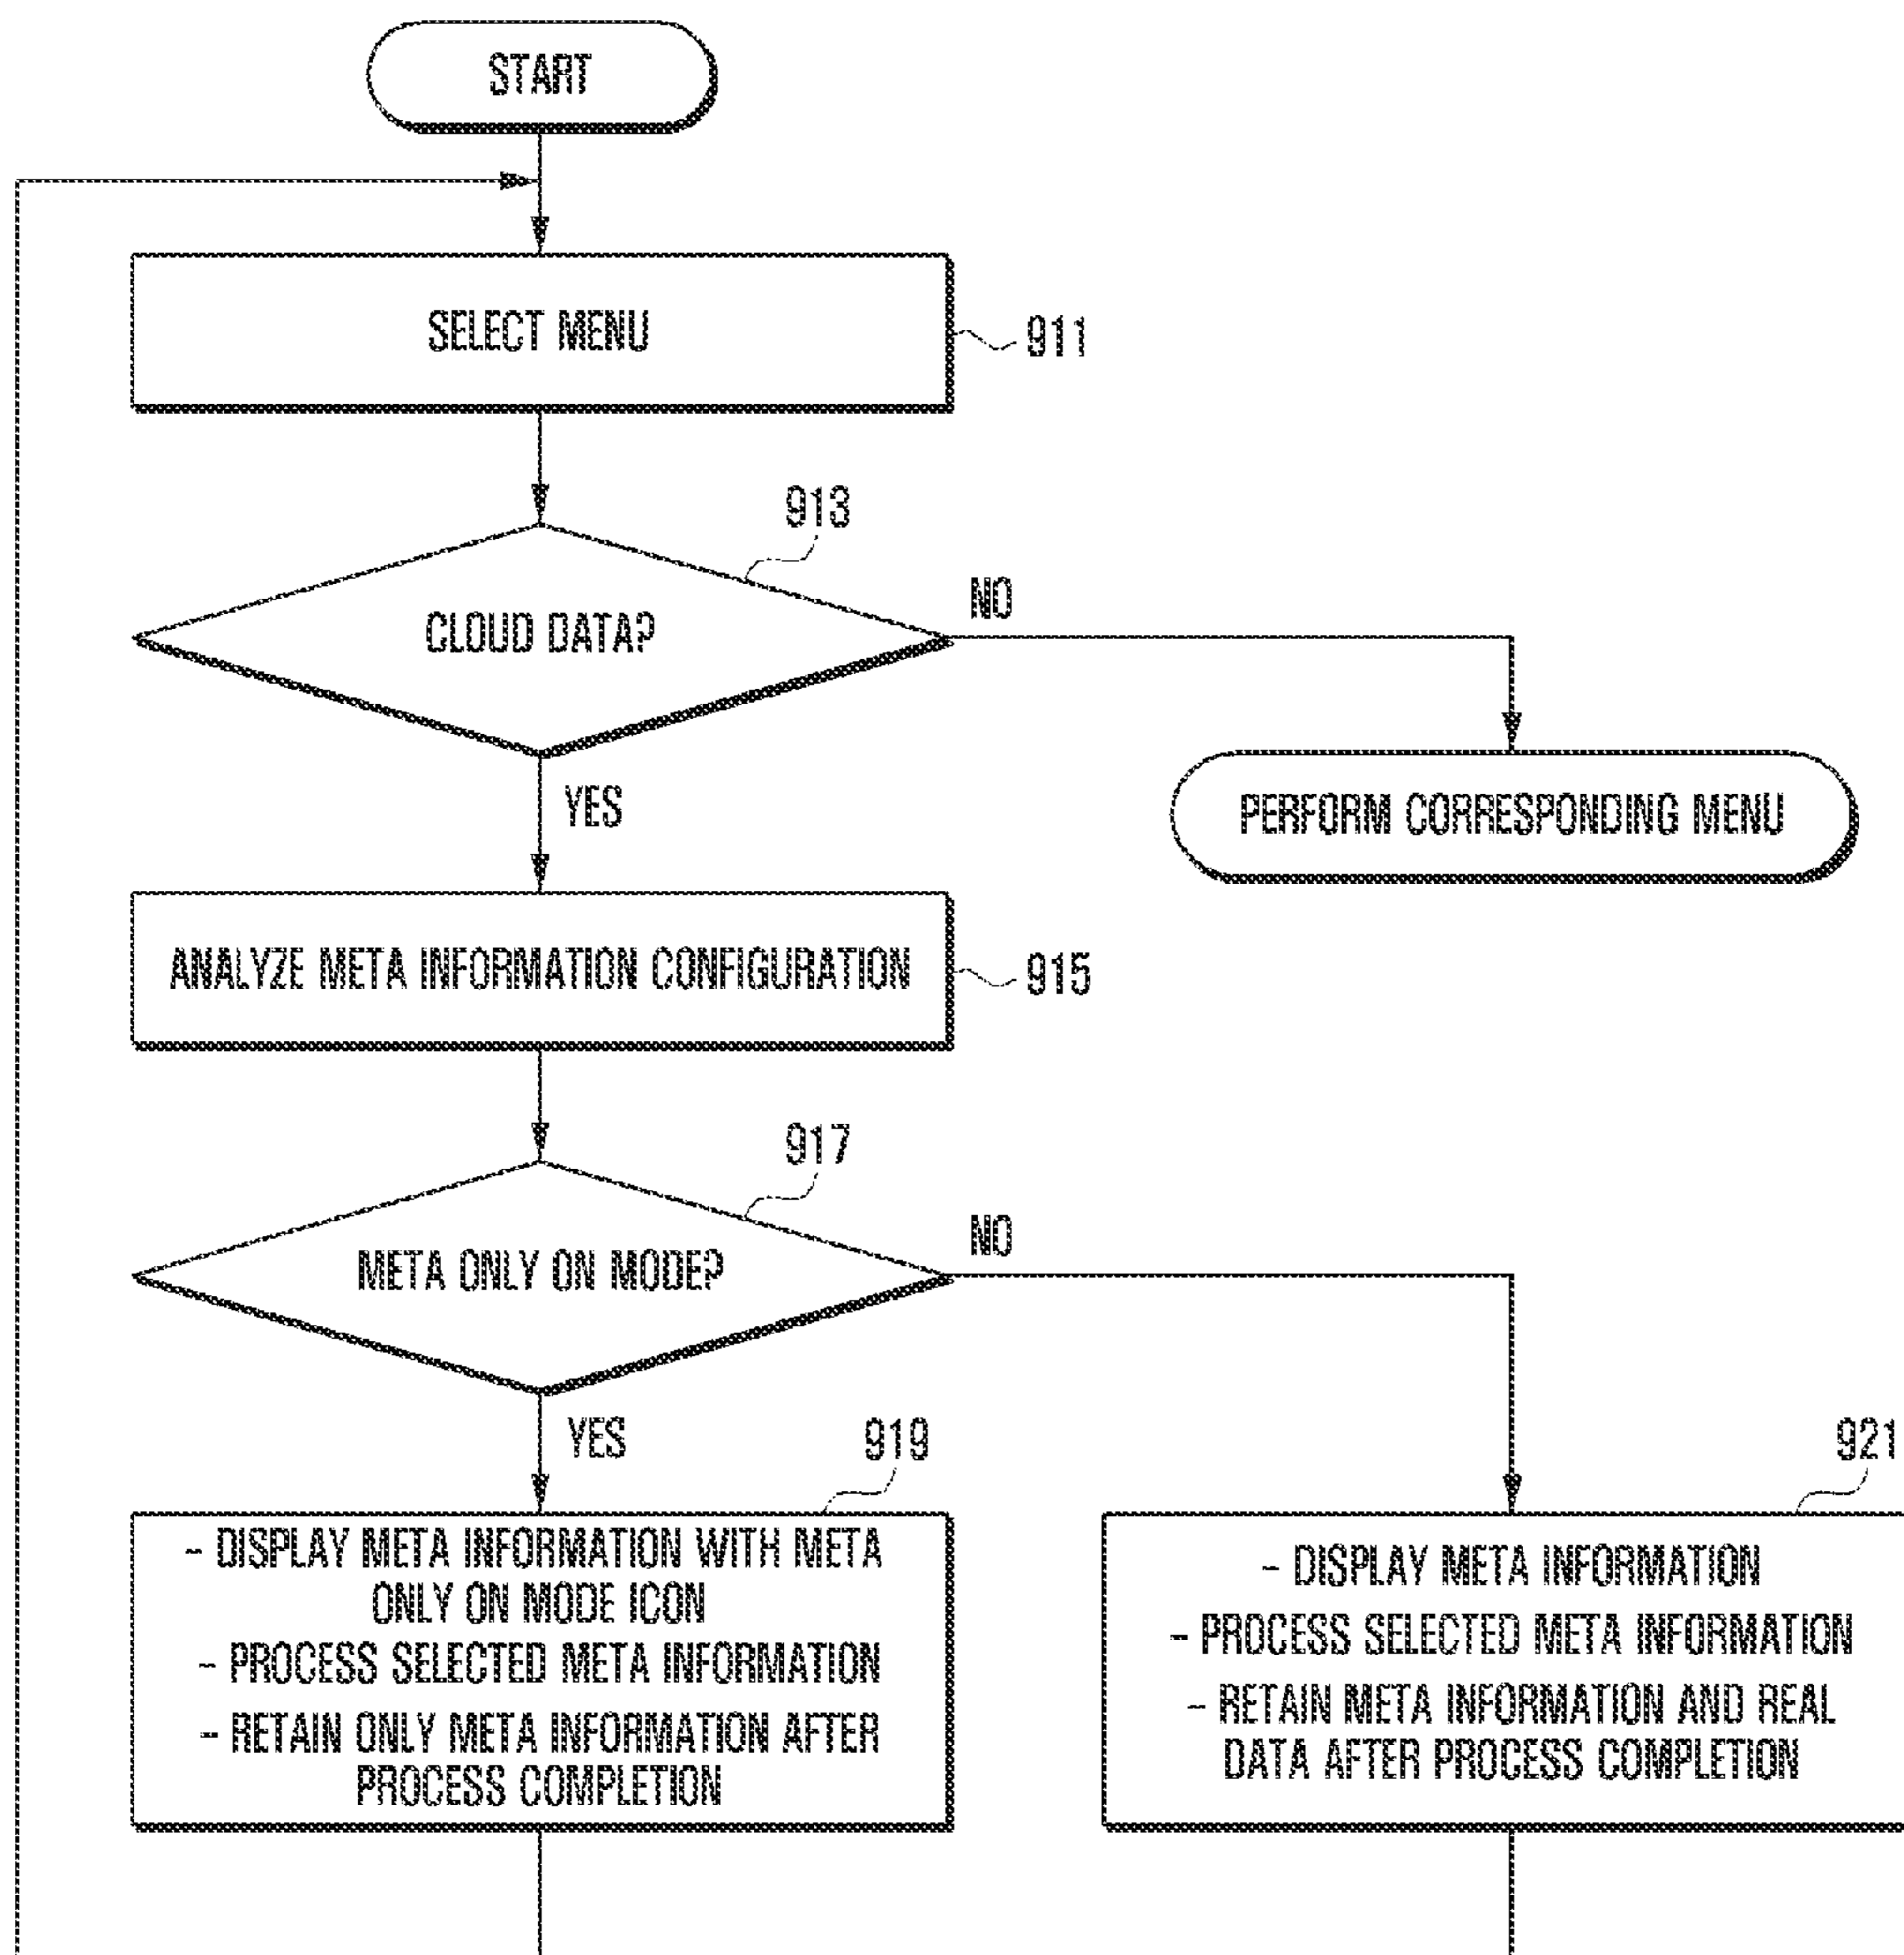 START
SELECT MENU
911
913
CLOUD DATA?
NO
YES
PERFORM CORRESPONDING MENU
ANALYZE META INFORMATION CONFIGURATION
915
917
META ONLY ON MODE?
NO
YES
919
- DISPLAY META INFORMATION WITH META
ONLY ON MODE ICON
- PROCESS SELECTED META INFORMATION
- RETAIN ONLY META INFORMATION AFTER
PROCESS COMPLETION
921
- DISPLAY META INFORMATION
- PROCESS SELECTED META INFORMATION
- RETAIN META INFORMATION AND REAL
DATA AFTER PROCESS COMPLETION